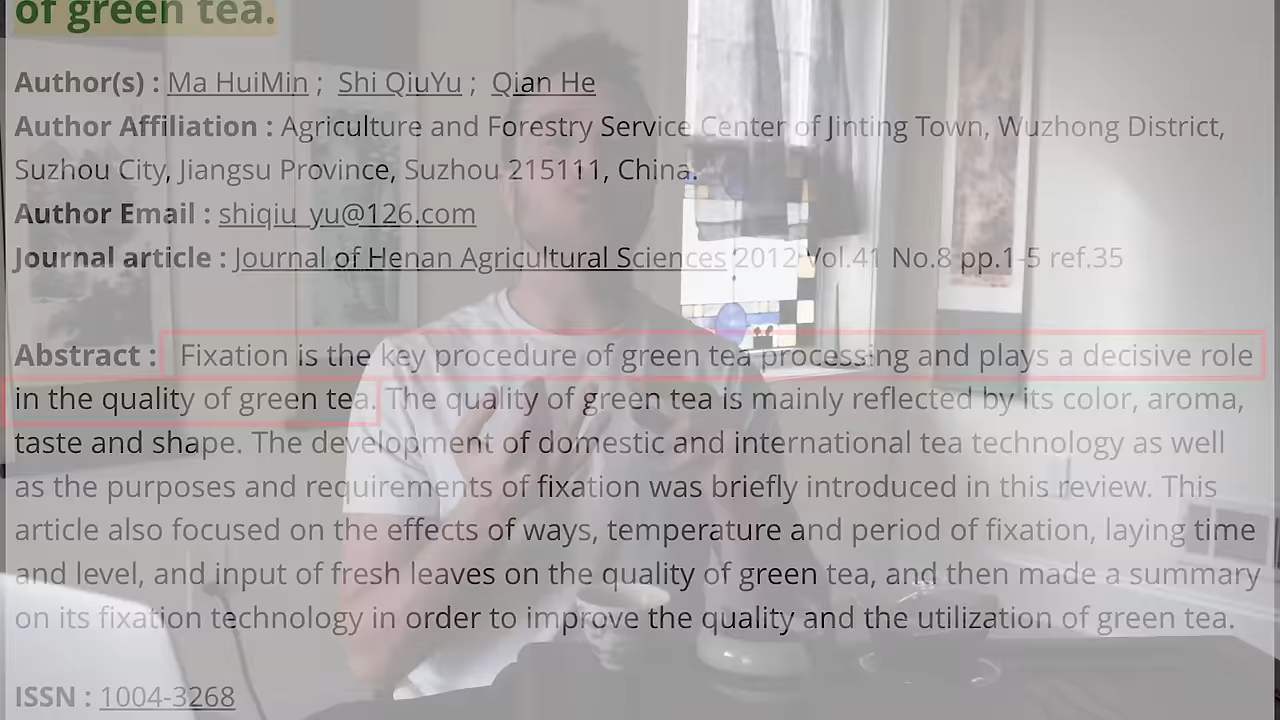 of green tea.
Author(s) : Ma HuiMin ; Shi QiuYu ; Qian He
Author Affiliation : Agriculture and Forestry Service Center of Jinting Town, Wuzhong District,
Suzhou City, Jiangsu Province, Suzhou 215111, China.
Author Email : shiqiu_yu@126.com
Journal article : Journal of Henan Agricultural Sciences 2012 Vol.41 No.8 pp.1-5 ref.35
Abstract : Fixation is the key procedure of green tea processing and plays a decisive role
in the quality of green tea. The quality of green tea is mainly reflected by its color, aroma,
taste and shape. The development of domestic and international tea technology as well
as the purposes and requirements of fixation was briefly introduced in this review. This
article also focused on the effects of ways, temperature and period of fixation, laying time
and level, and input of fresh leaves on the quality of green tea, and then made a summary
on its fixation technology in order to improve the quality and the utilization of green tea.
ISSN : 1004-3268